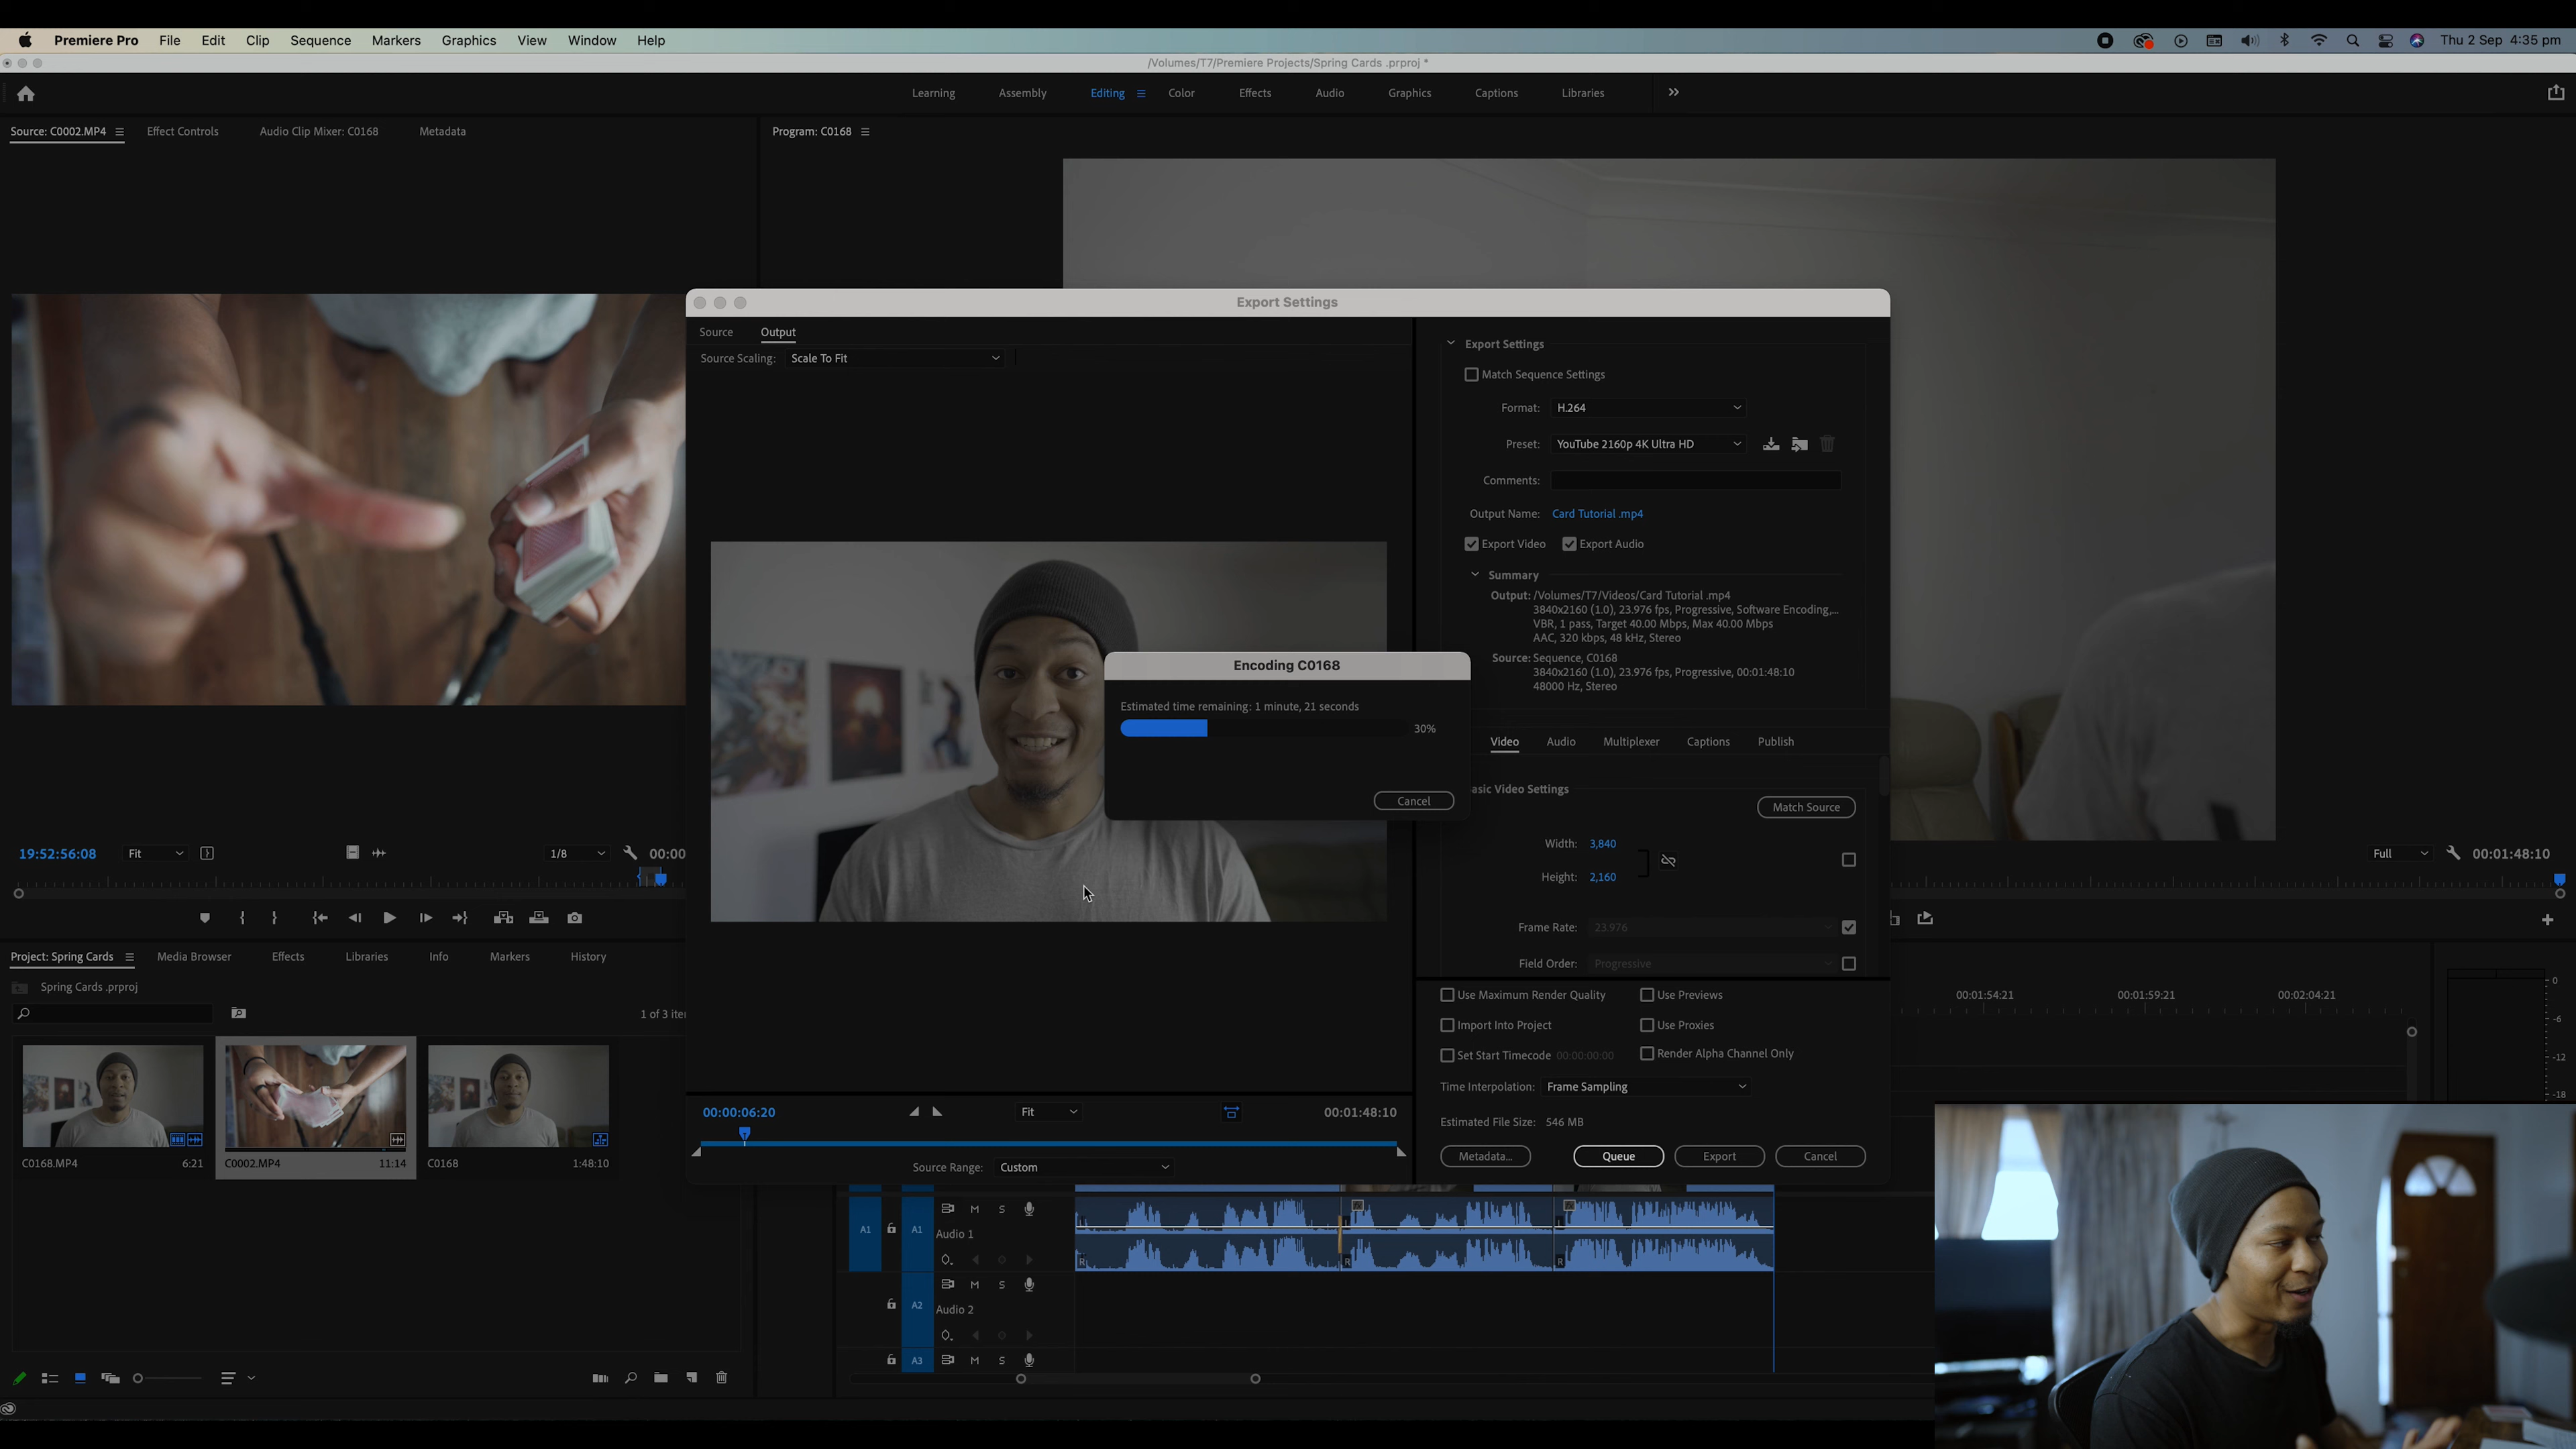 Premiere Pro File Edit Clip Sequence Markers Graphics View Window Help Thu 2 Sep 4:35 pm
/Volumes/T7/Premiere Projects/Spring Cards .prproj *
Learning Assembly Editing Color Effects Audio Graphics Captions Libraries
Source: C0002.MP4 Effect Controls Audio Clip Mixer: C0168 Metadata
Program: C0168
Export Settings
Source Output
Source Scaling: Scale To Fit
Export Settings
Match Sequence Settings
Format: H.264
Preset: YouTube 2160p 4K Ultra HD
Comments:
Output Name: Card Tutorial .mp4
Export Video Export Audio
Summary
Output: /Volumes/T7/Videos/Card Tutorial .mp4
3840x2160 (1.0), 23.976 fps, Progressive, Software Encoding,...
VBR, 1 pass, Target 40.00 Mbps, Max 40.00 Mbps
AAC, 320 kbps, 48 kHz, Stereo
Source: Sequence, C0168
3840x2160 (1.0), 23.976 fps, Progressive, 00:01:48:10
48000 Hz, Stereo
Encoding C0168
Estimated time remaining: 1 minute, 21 seconds
30%
Cancel
Video Audio Multiplexer Captions Publish
asic Video Settings
Match Source
Width: 3,840
Height: 2,160
Frame Rate: 23.976
Field Order: Progressive
19:52:56:08 Fit 1/8 00:00
Full 00:01:48:10
Project: Spring Cards Media Browser Effects Libraries Info Markers History
Spring Cards .prproj
1 of 3 ite
C0168.MP4 6:21
C0002.MP4 11:14
C0168 1:48:10
Use Maximum Render Quality Use Previews
Import Into Project Use Proxies
Set Start Timecode 00:00:00:00 Render Alpha Channel Only
Time Interpolation: Frame Sampling
Estimated File Size: 546 MB
Metadata... Queue Export Cancel
00:00:06:20 Fit 00:01:48:10
Source Range: Custom
00:01:54:21 00:01:59:21 00:02:04:21
0
-6
-12
-18
A1 A1 M S
Audio 1
L L L
R R R
A2 M S
Audio 2
A3 M S